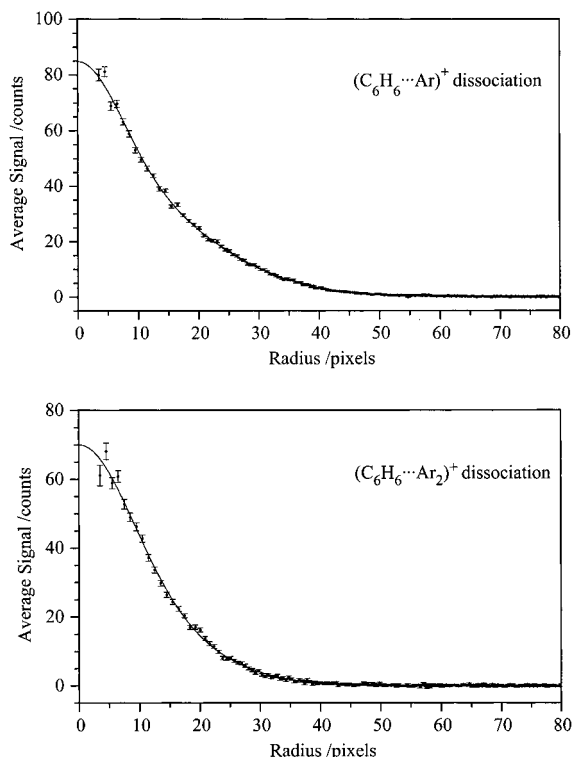 100
80
60
40
20
0
Average Signal /counts
(C₆H₆···Ar)⁺ dissociation
0 10 20 30 40 50 60 70 80
Radius /pixels
80
60
40
20
0
Average Signal /counts
(C₆H₆···Ar₂)⁺ dissociation
0 10 20 30 40 50 60 70 80
Radius /pixels